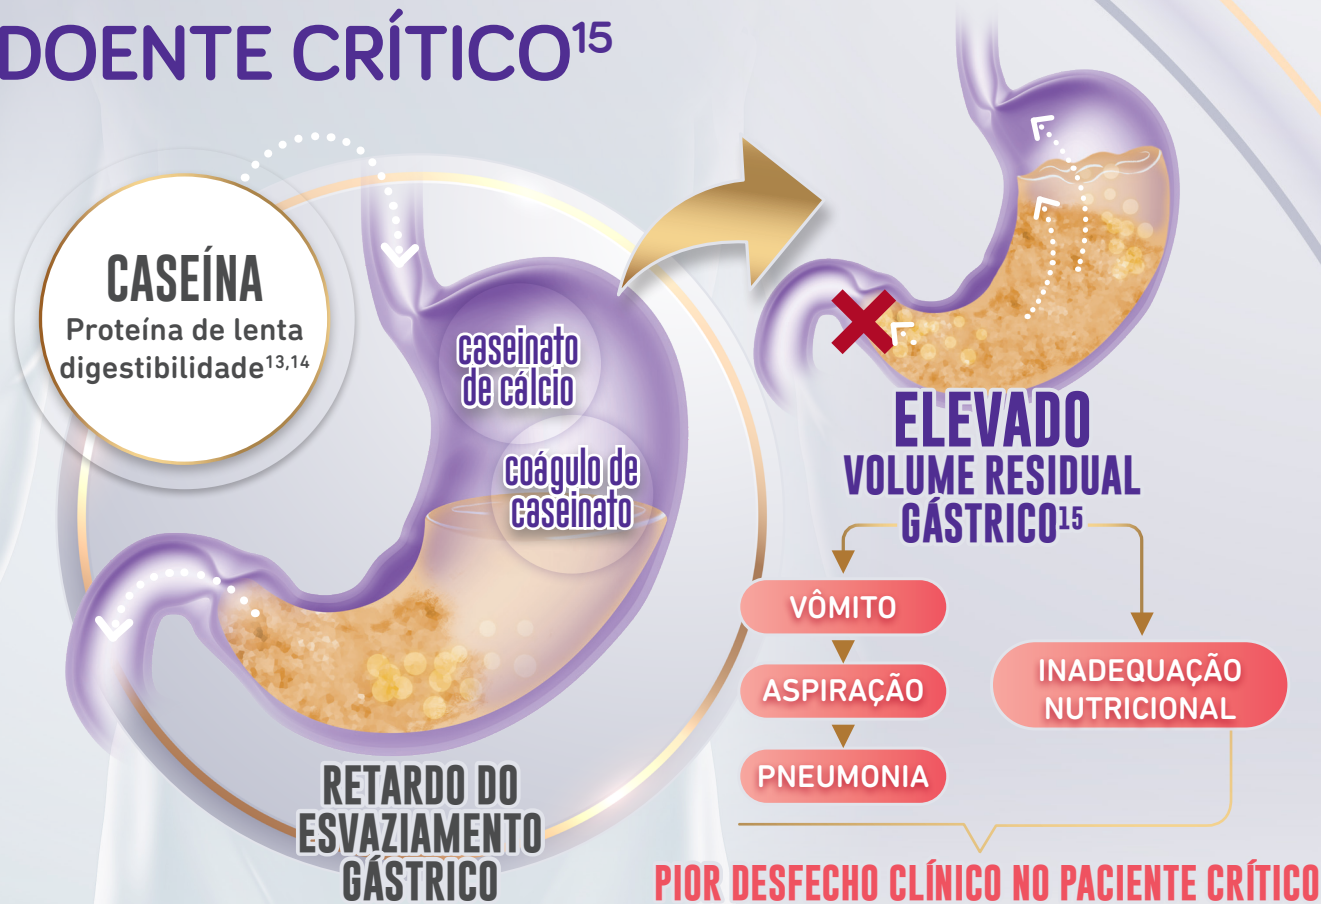 DOENTE CRÍTICO¹⁵
CASEÍNA
Proteína de lenta
digestibilidade¹³,¹⁴
caseinato
de cálcio
coágulo de
caseinato
RETARDO DO
ESVAZIAMENTO
GÁSTRICO
ELEVADO
VOLUME RESIDUAL
GÁSTRICO¹⁵
VÔMITO
ASPIRAÇÃO
PNEUMONIA
INADEQUAÇÃO
NUTRICIONAL
PIOR DESFECHO CLÍNICO NO PACIENTE CRÍTICO